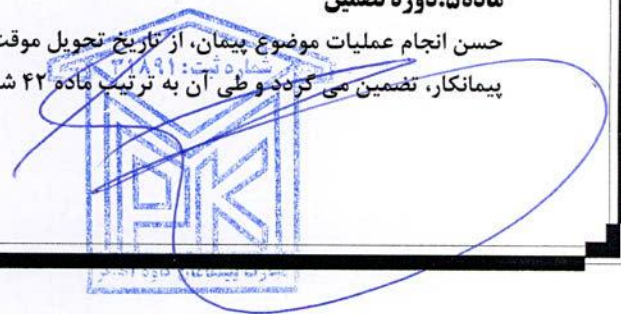 ماده۵.دوره تضمین
حسن انجام عملیات موضوع پیمان، از تاریخ تحویل موقت
شماره ثبت: ۲۱۸۹۱
پیمانکار، تضمین می گردد و طی آن به ترتیب ماده ۴۲ ش